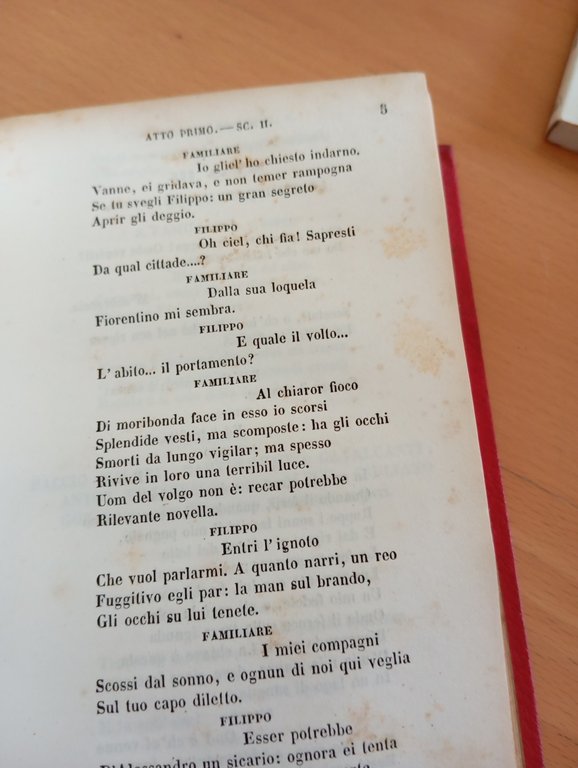 ATTO PRIMO.—SC. II.
5
FAMILIARE
Io gliel' ho chiesto indarno.
Vanne, ei gridava, e non temer rampogna
Se tu svegli Filippo: un gran segreto
Aprir gli deggio.
FILIPPO
Oh ciel, chi fia! Sapresti
Da qual cittade....?
FAMILIARE
Dalla sua loquela
Fiorentino mi sembra.
FILIPPO
E quale il volto...
L' abito... il portamento?
FAMILIARE
Al chiaror fioco
Di moribonda face in esso io scorsi
Splendide vesti, ma scomposte: ha gli occhi
Smorti da lungo vigilar; ma spesso
Rivive in loro una terribil luce.
Uom del volgo non è: recar potrebbe
Rilevante novella.
FILIPPO
Entri l' ignoto
Che vuol parlarmi. A quanto narri, un reo
Fuggitivo egli par: la man sul brando,
Gli occhi su lui tenete.
FAMILIARE
I miei compagni
Scossi dal sonno, e ognun di noi qui veglia
Sul tuo capo diletto.
FILIPPO
Esser potrebbe
D'Alessandro un sicario: ognora ei tenta